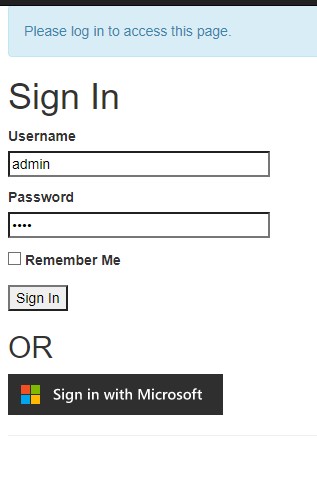 Please log in to access this page.
Sign In
Username
admin
Password
••••
Remember Me
Sign In
OR
Sign in with Microsoft